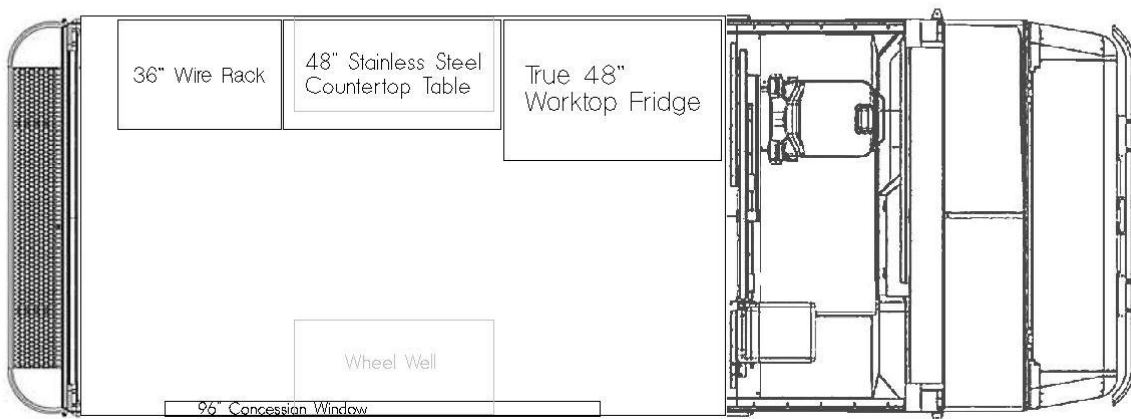 36" Wire Rack
48" Stainless Steel
Countertop Table
True 48"
Worktop Fridge
Wheel Well
96" Concession Window